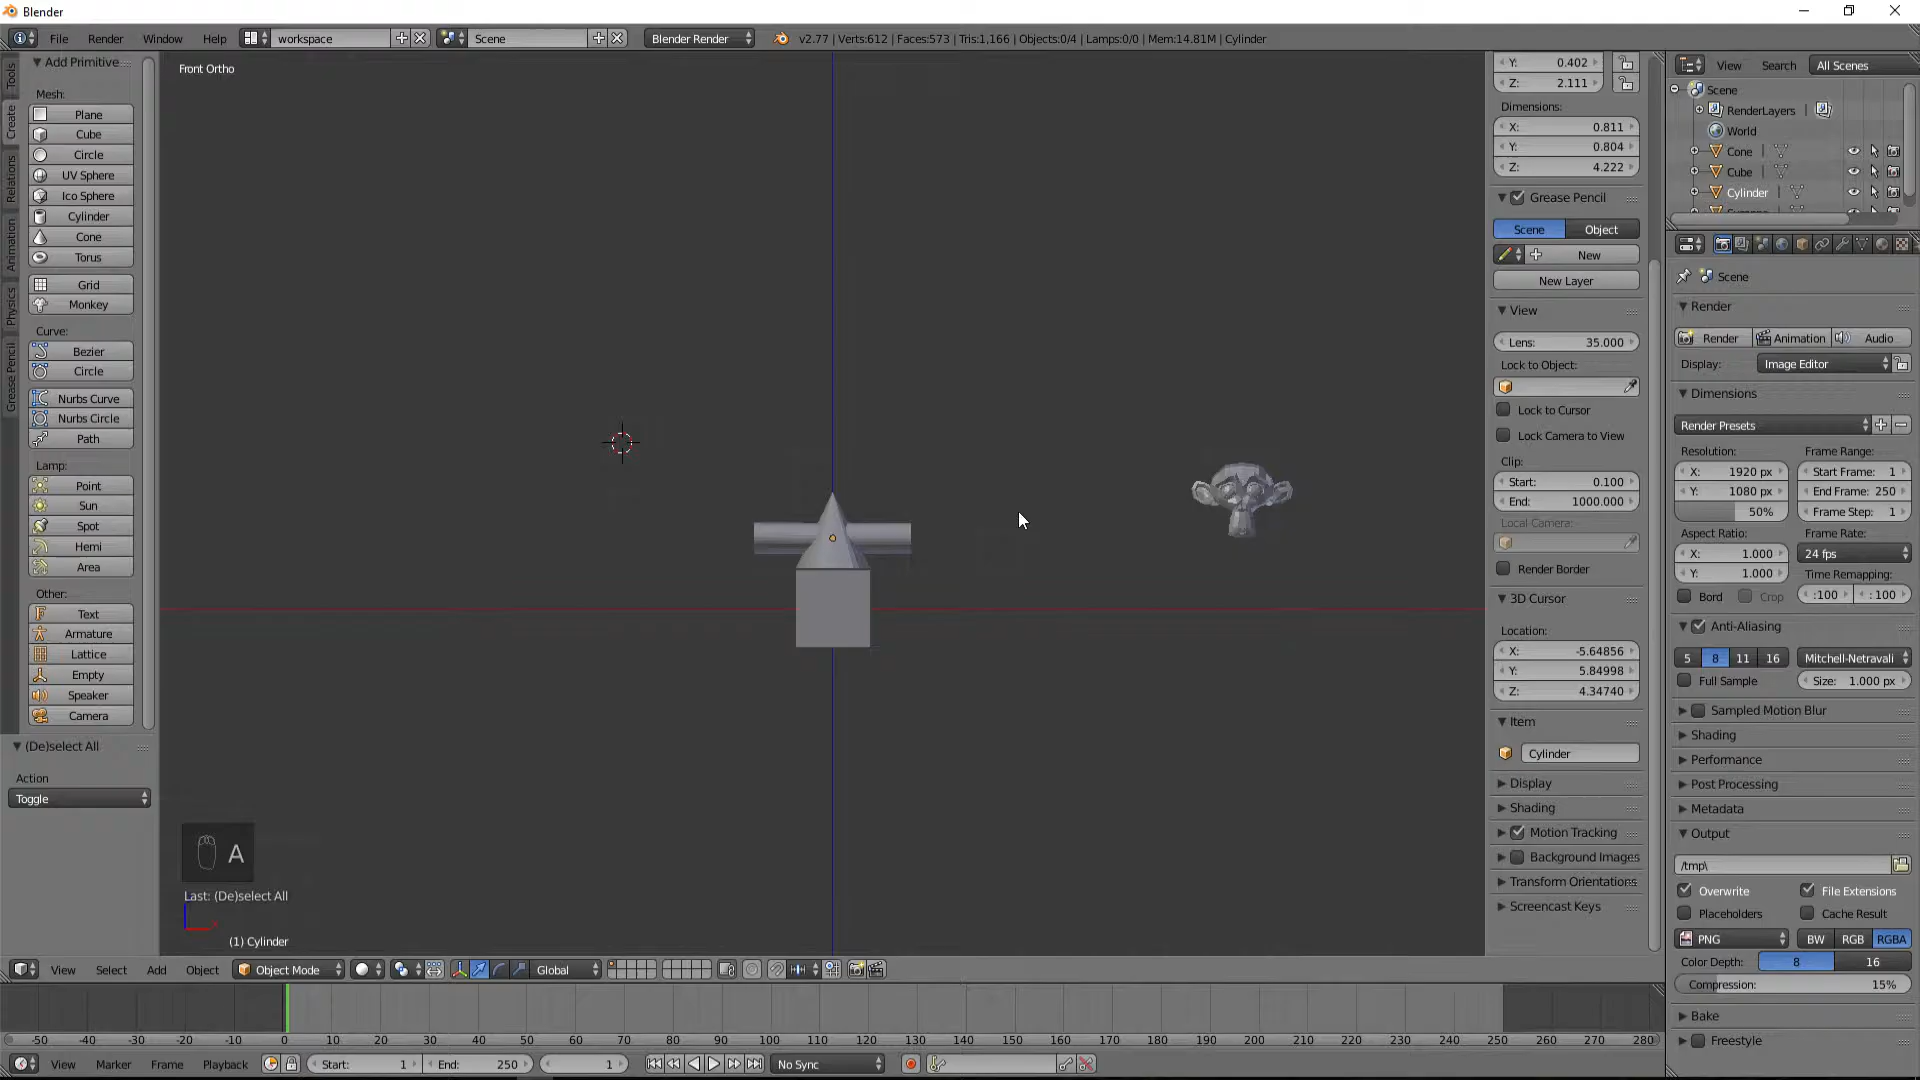 Blender
File Render Window Help workspace Scene Blender Render v2.77 | Verts:612 | Faces:573 | Tris:1,166 | Objects:0/4 | Lamps:0/0 | Mem:14.81M | Cylinder
Tools
Create
Relations
Animation
Physics
Grease Pencil
Add Primitive
Mesh:
Plane
Cube
Circle
UV Sphere
Ico Sphere
Cylinder
Cone
Torus
Grid
Monkey
Curve:
Bezier
Circle
Nurbs Curve
Nurbs Circle
Path
Lamp:
Point
Sun
Spot
Hemi
Area
Other:
Text
Armature
Lattice
Empty
Speaker
Camera
(De)select All
Action
Toggle
Front Ortho
A
Last: (De)select All
(1) Cylinder
Y: 0.402
Z: 2.111
Dimensions:
X: 0.811
Y: 0.804
Z: 4.222
Grease Pencil
Scene Object
New
New Layer
View
Lens: 35.000
Lock to Object:
Lock to Cursor
Lock Camera to View
Clip:
Start: 0.100
End: 1000.000
Local Camera:
Render Border
3D Cursor
Location:
X: -5.64856
Y: 5.84998
Z: 4.34740
Item
Cylinder
Display
Shading
Motion Tracking
Background Images
Transform Orientations
Screencast Keys
View Search All Scenes
Scene
RenderLayers |
World
Cone |
Cube |
Cylinder |
Scene
Render
Render Animation Audio
Display: Image Editor
Dimensions
Render Presets
Resolution: Frame Range:
X: 1920 px Start Frame: 1
Y: 1080 px End Frame: 250
50% Frame Step: 1
Aspect Ratio: Frame Rate:
X: 1.000 24 fps
Y: 1.000 Time Remapping:
Bord Crop :100 : 100
Anti-Aliasing
5 8 11 16 Mitchell-Netravali
Full Sample Size: 1.000 px
Sampled Motion Blur
Shading
Performance
Post Processing
Metadata
Output
/tmp\
Overwrite File Extensions
Placeholders Cache Result
PNG BW RGB RGBA
Color Depth: 8 16
Compression: 15%
Bake
Freestyle
View Select Add Object Object Mode Global
-50 -40 -30 -20 -10 0 10 20 30 40 50 60 70 80 90 100 110 120 130 140 150 160 170 180 190 200 210 220 230 240 250 260 270 280
View Marker Frame Playback Start: 1 End: 250 1 No Sync